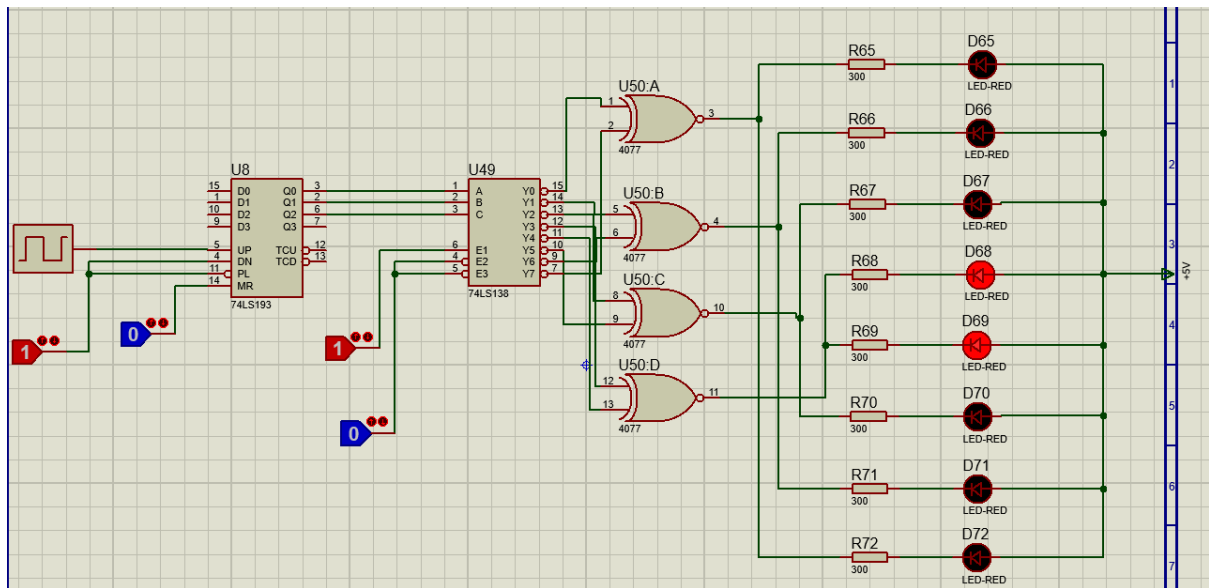 U8
15 D0 Q0 3
1 D1 Q1 2
10 D2 Q2 6
9 D3 Q3 7
5 UP TCU 12
4 DN TCD 13
11 PL
14 MR
74LS193
1
0
U49
1 A Y0 15
2 B Y1 14
3 C Y2 13
Y3 12
Y4 11
6 E1 Y5 10
4 E2 Y6 9
5 E3 Y7 7
74LS138
1
0
U50:A
1
2
3
4077
U50:B
5
6
4
4077
U50:C
8
9
10
4077
U50:D
12
13
11
4077
R65
300
D65
LED-RED
R66
300
D66
LED-RED
R67
300
D67
LED-RED
R68
300
D68
LED-RED
R69
300
D69
LED-RED
R70
300
D70
LED-RED
R71
300
D71
LED-RED
R72
300
D72
LED-RED
+5V
1
2
3
4
5
6
7